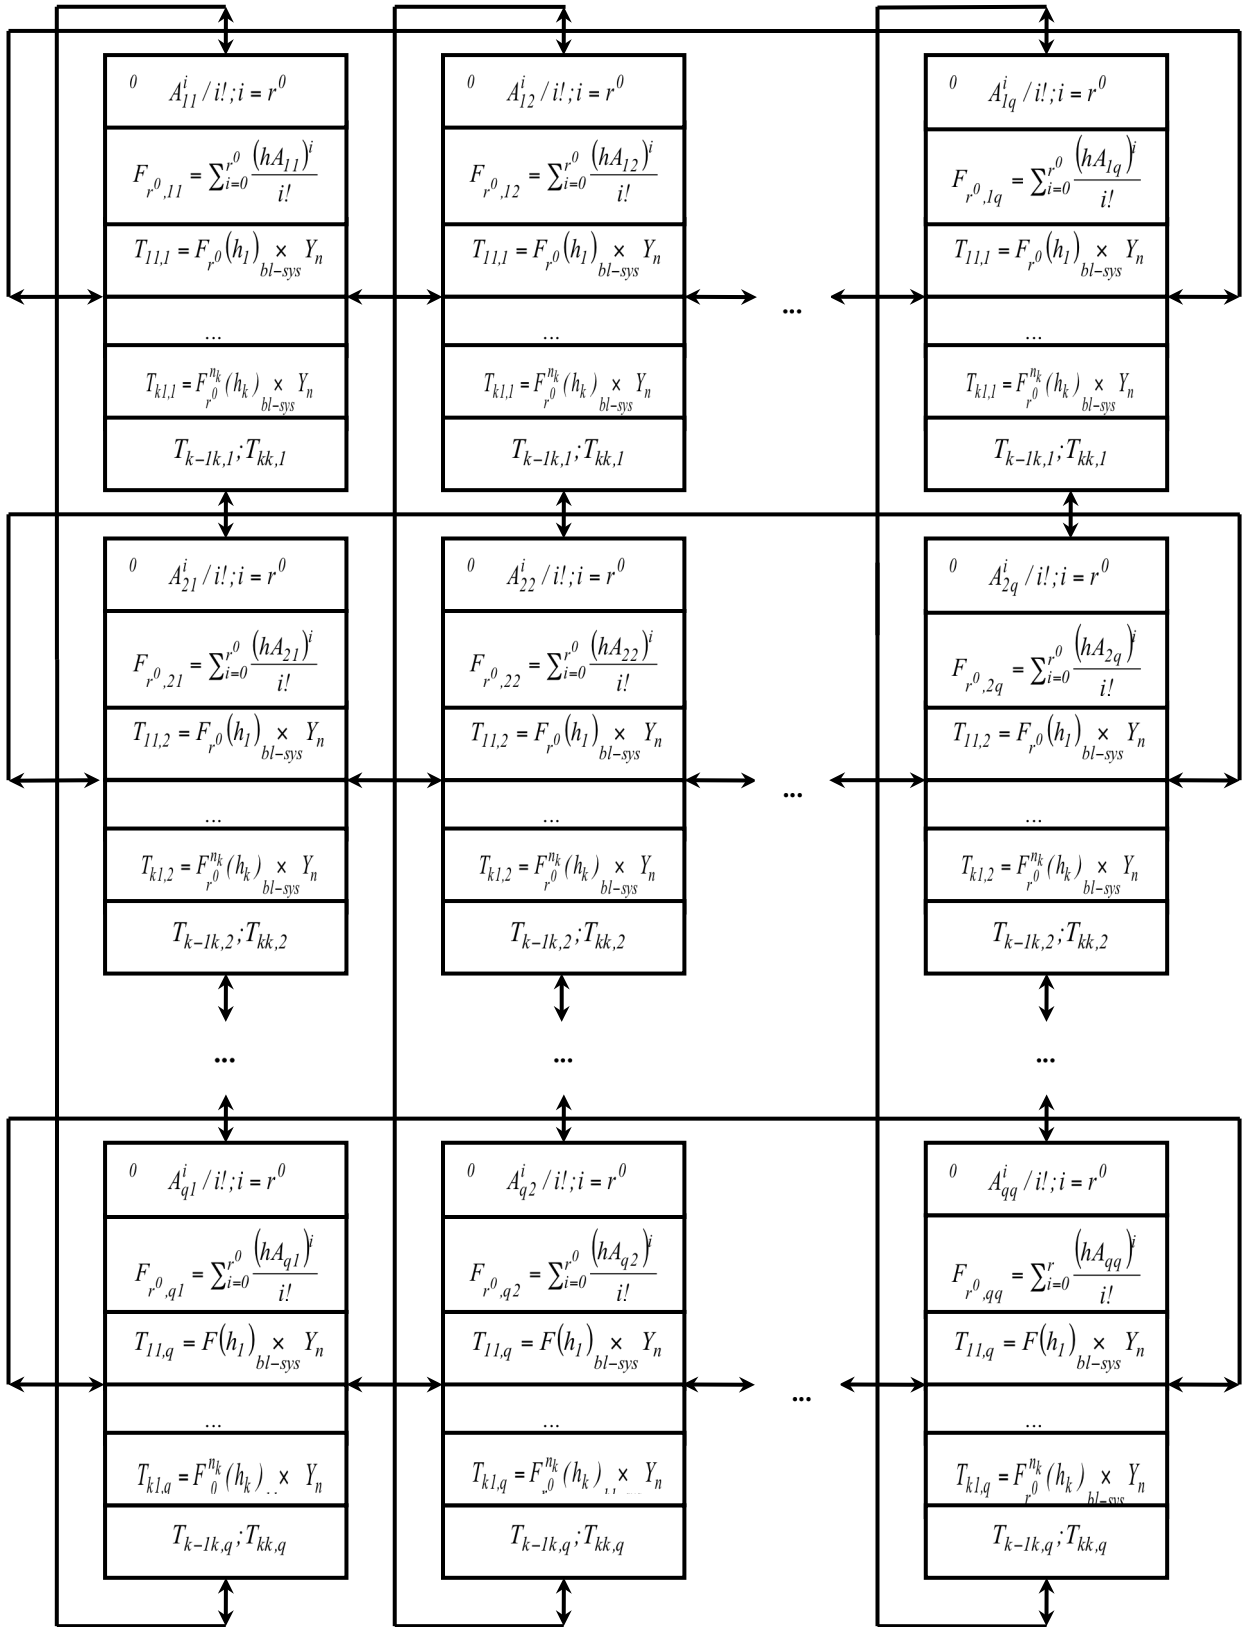 0 A_{11}^i / i!; i = r^0
F_{r^0,11} = ∑_{i=0}^{r^0} (hA_{11})^i / i!
T_{11,1} = F_{r^0}(h_1) ×_{bl−sys} Y_n
...
T_{k1,1} = F_{r^0}^{n_k}(h_k) ×_{bl−sys} Y_n
T_{k−1k,1}; T_{kk,1}
0 A_{12}^i / i!; i = r^0
F_{r^0,12} = ∑_{i=0}^{r^0} (hA_{12})^i / i!
T_{11,1} = F_{r^0}(h_1) ×_{bl−sys} Y_n
...
T_{k1,1} = F_{r^0}^{n_k}(h_k) ×_{bl−sys} Y_n
T_{k−1k,1}; T_{kk,1}
...
0 A_{1q}^i / i!; i = r^0
F_{r^0,1q} = ∑_{i=0}^{r^0} (hA_{1q})^i / i!
T_{11,1} = F_{r^0}(h_1) ×_{bl−sys} Y_n
...
T_{k1,1} = F_{r^0}^{n_k}(h_k) ×_{bl−sys} Y_n
T_{k−1k,1}; T_{kk,1}
0 A_{21}^i / i!; i = r^0
F_{r^0,21} = ∑_{i=0}^{r^0} (hA_{21})^i / i!
T_{11,2} = F_{r^0}(h_1) ×_{bl−sys} Y_n
...
T_{k1,2} = F_{r^0}^{n_k}(h_k) ×_{bl−sys} Y_n
T_{k−1k,2}; T_{kk,2}
0 A_{22}^i / i!; i = r^0
F_{r^0,22} = ∑_{i=0}^{r^0} (hA_{22})^i / i!
T_{11,2} = F_{r^0}(h_1) ×_{bl−sys} Y_n
...
T_{k1,2} = F_{r^0}^{n_k}(h_k) ×_{bl−sys} Y_n
T_{k−1k,2}; T_{kk,2}
...
0 A_{2q}^i / i!; i = r^0
F_{r^0,2q} = ∑_{i=0}^{r^0} (hA_{2q})^i / i!
T_{11,2} = F_{r^0}(h_1) ×_{bl−sys} Y_n
...
T_{k1,2} = F_{r^0}^{n_k}(h_k) ×_{bl−sys} Y_n
T_{k−1k,2}; T_{kk,2}
... ... ...
0 A_{q1}^i / i!; i = r^0
F_{r^0,q1} = ∑_{i=0}^{r^0} (hA_{q1})^i / i!
T_{11,q} = F(h_1) ×_{bl−sys} Y_n
...
T_{k1,q} = F_{0}^{n_k}(h_k) × Y_n
T_{k−1k,q}; T_{kk,q}
0 A_{q2}^i / i!; i = r^0
F_{r^0,q2} = ∑_{i=0}^{r^0} (hA_{q2})^i / i!
T_{11,q} = F(h_1) ×_{bl−sys} Y_n
...
T_{k1,q} = F_{r^0}^{n_k}(h_k) × Y_n
T_{k−1k,q}; T_{kk,q}
...
0 A_{qq}^i / i!; i = r^0
F_{r^0,qq} = ∑_{i=0}^{r} (hA_{qq})^i / i!
T_{11,q} = F(h_1) ×_{bl−sys} Y_n
...
T_{k1,q} = F_{r^0}^{n_k}(h_k) ×_{bl−sys} Y_n
T_{k−1k,q}; T_{kk,q}